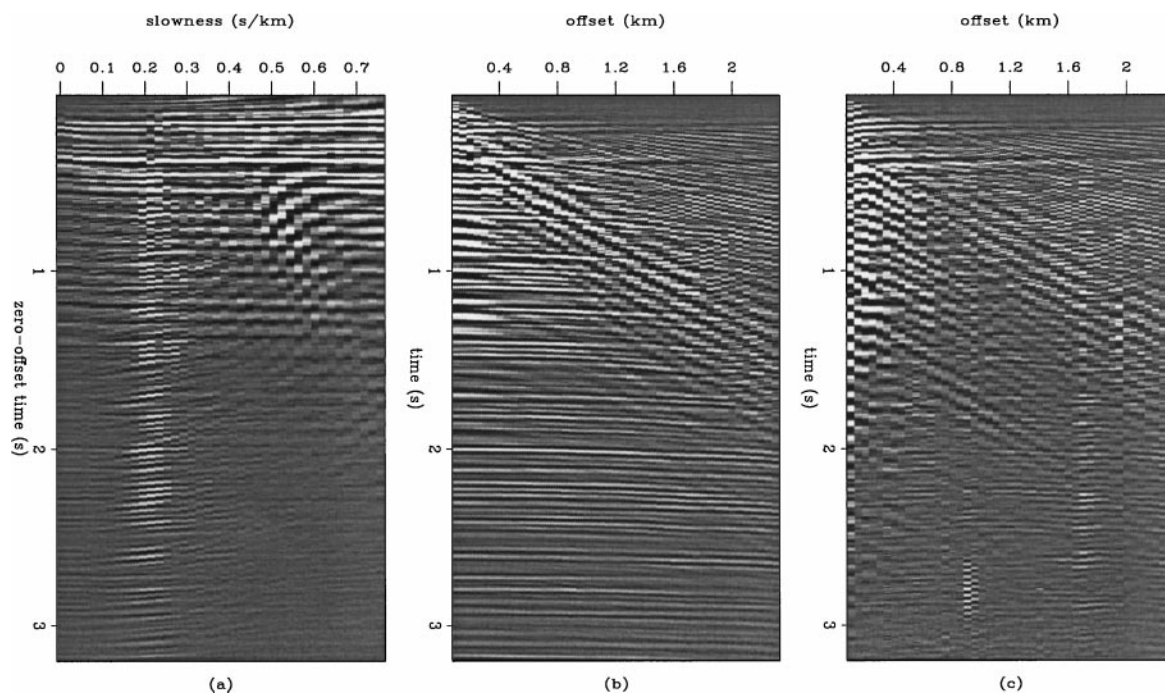 slowness (s/km)
0 0.1 0.2 0.3 0.4 0.5 0.6 0.7
zero-offset time (s)
1
2
3
(a)
offset (km)
0.4 0.8 1.2 1.6 2
time (s)
1
2
3
(b)
offset (km)
0.4 0.8 1.2 1.6 2
time (s)
1
2
3
(c)